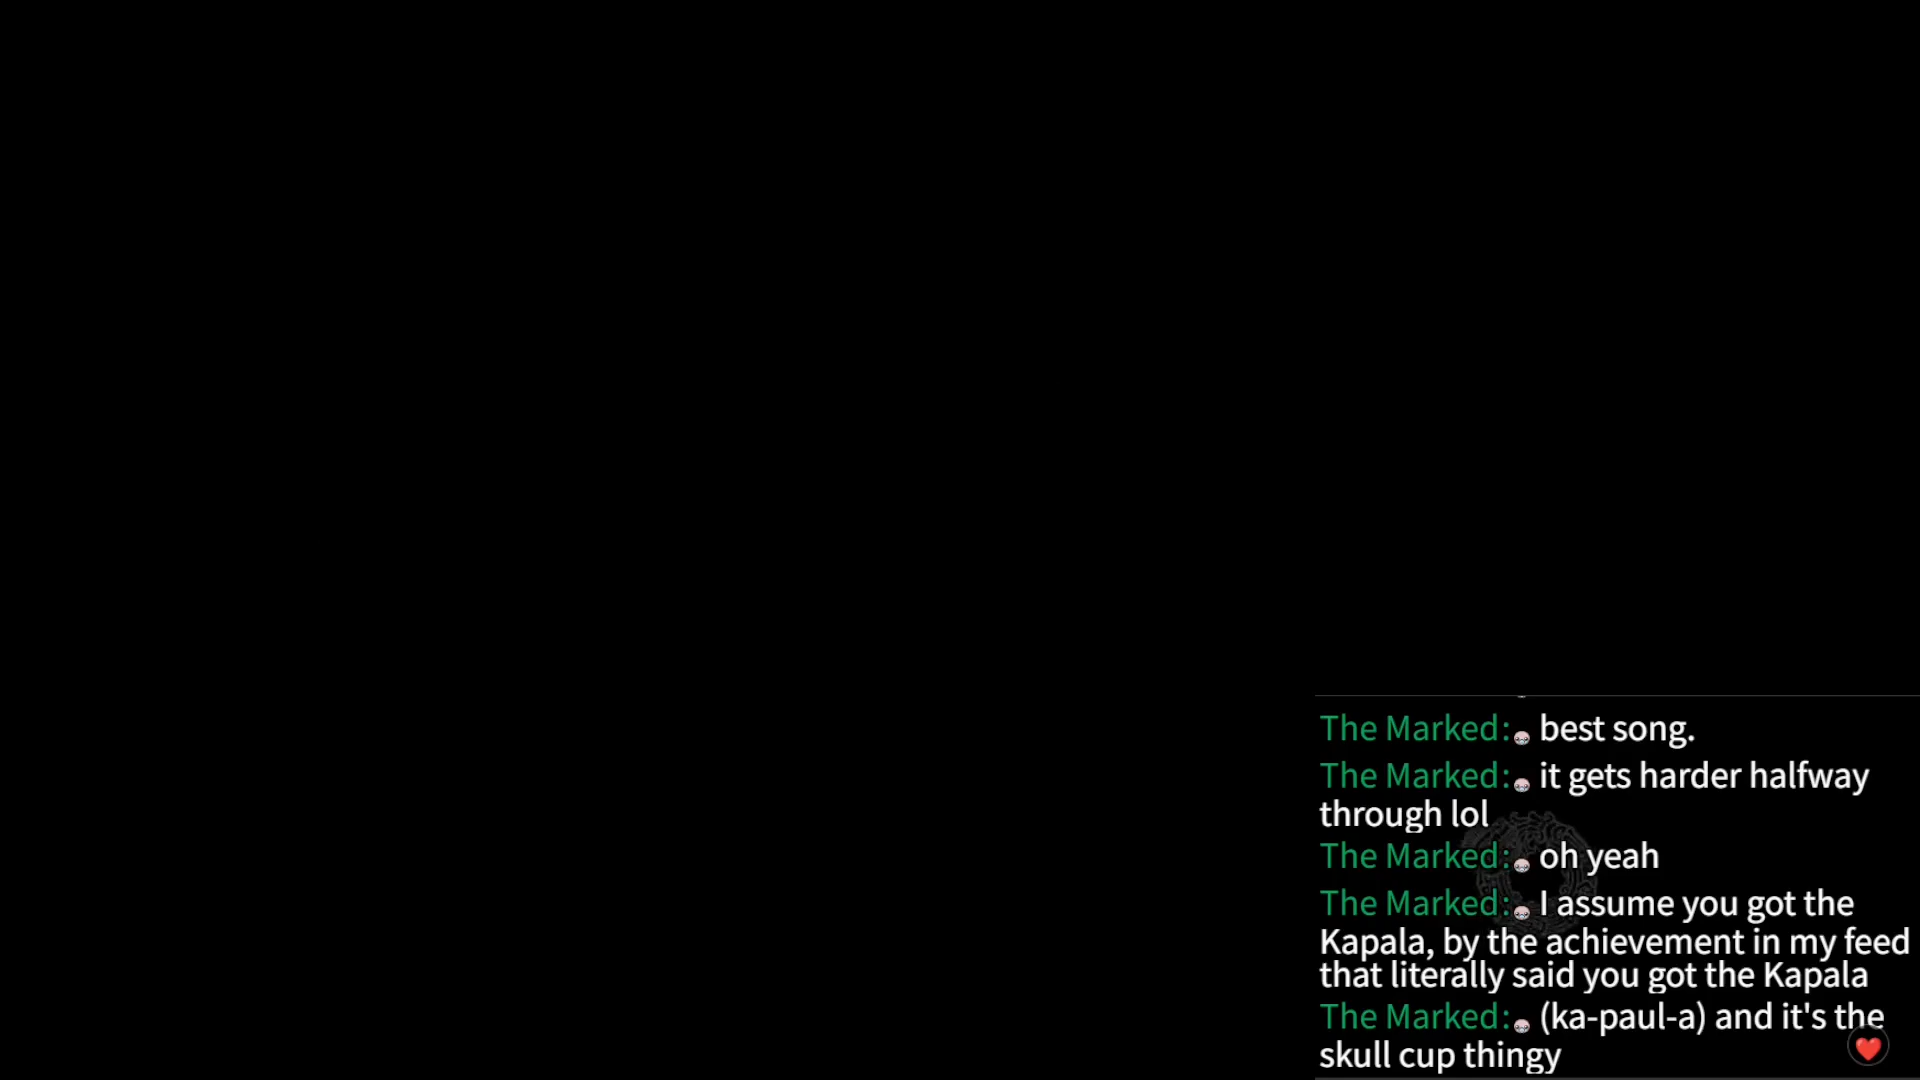 The Marked: best song.
The Marked: it gets harder halfway
through lol
The Marked: oh yeah
The Marked: I assume you got the
Kapala, by the achievement in my feed
that literally said you got the Kapala
The Marked: (ka-paul-a) and it's the
skull cup thingy